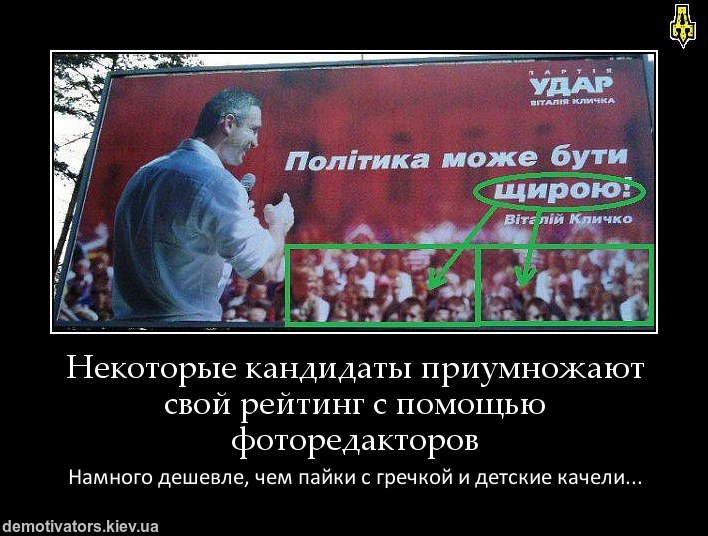 ПАРТІЯ
УДАР
ВІТАЛІЯ КЛИЧКА
Політика може бути
щирою!
Віталій Кличко
Некоторые кандидаты приумножают
свой рейтинг с помощью
фоторедакторов
Намного дешевле, чем пайки с гречкой и детские качели...
demotivators.kiev.ua